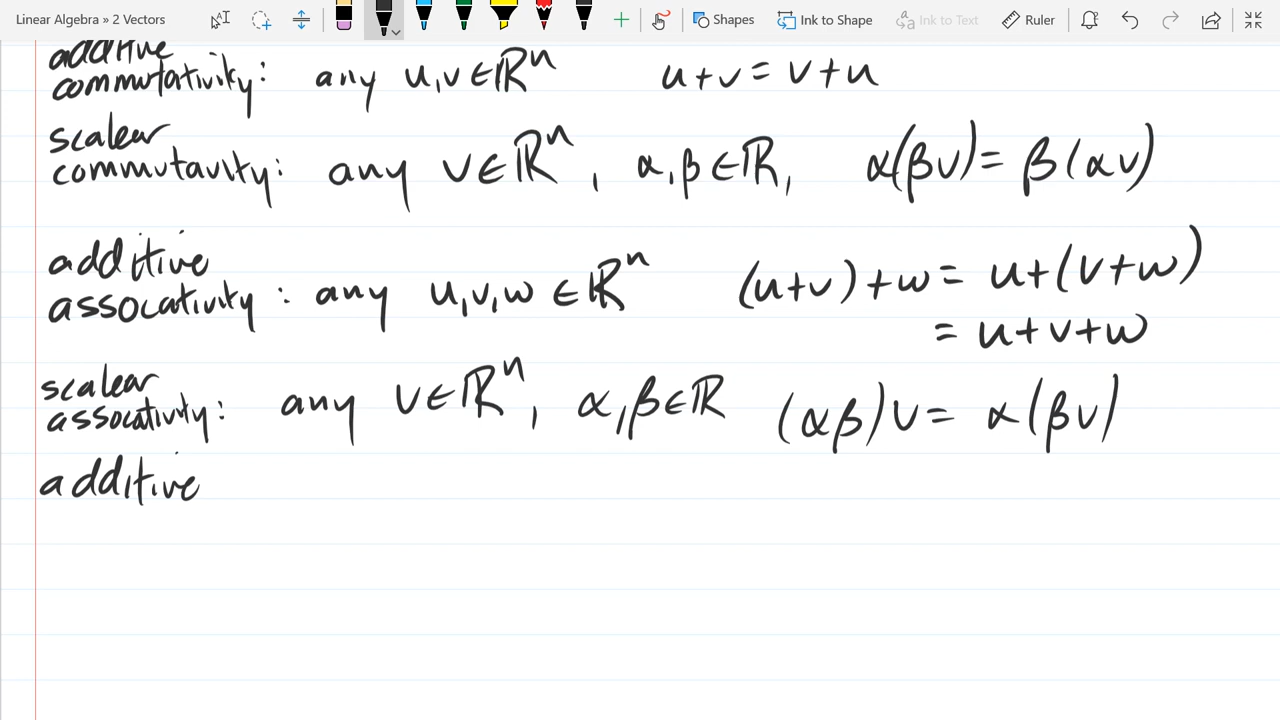 Linear Algebra » 2 Vectors
Shapes
Ink to Shape
Ink to Text
Ruler
additive
commutativity: any u,v∈ℝⁿ u+v = v+u
scalear
commutavity: any v∈ℝⁿ, α,β∈ℝ, α(βv) = β(αv)
additive
assocativity: any u,v,w ∈ℝⁿ (u+v)+w = u+(v+w)
= u+v+w
scalear
assocativity: any v∈ℝⁿ, α,β∈ℝ (αβ)v = α(βv)
additive